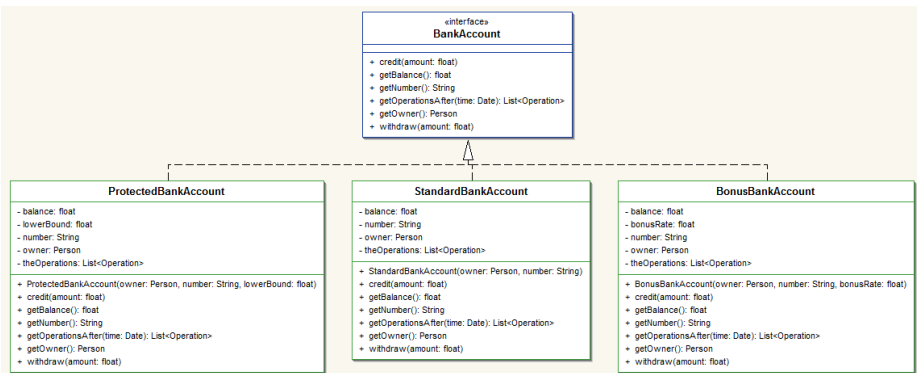 «interface»
BankAccount
+ credit(amount: float)
+ getBalance(): float
+ getNumber(): String
+ getOperationsAfter(time: Date): List<Operation>
+ getOwner(): Person
+ withdraw(amount: float)
ProtectedBankAccount
- balance: float
- lowerBound: float
- number: String
- owner: Person
- theOperations: List<Operation>
+ ProtectedBankAccount(owner: Person, number: String, lowerBound: float)
+ credit(amount: float)
+ getBalance(): float
+ getNumber(): String
+ getOperationsAfter(time: Date): List<Operation>
+ getOwner(): Person
+ withdraw(amount: float)
StandardBankAccount
- balance: float
- number: String
- owner: Person
- theOperations: List<Operation>
+ StandardBankAccount(owner: Person, number: String)
+ credit(amount: float)
+ getBalance(): float
+ getNumber(): String
+ getOperationsAfter(time: Date): List<Operation>
+ getOwner(): Person
+ withdraw(amount: float)
BonusBankAccount
- balance: float
- bonusRate: float
- number: String
- owner: Person
- theOperations: List<Operation>
+ BonusBankAccount(owner: Person, number: String, bonusRate: float)
+ credit(amount: float)
+ getBalance(): float
+ getNumber(): String
+ getOperationsAfter(time: Date): List<Operation>
+ getOwner(): Person
+ withdraw(amount: float)